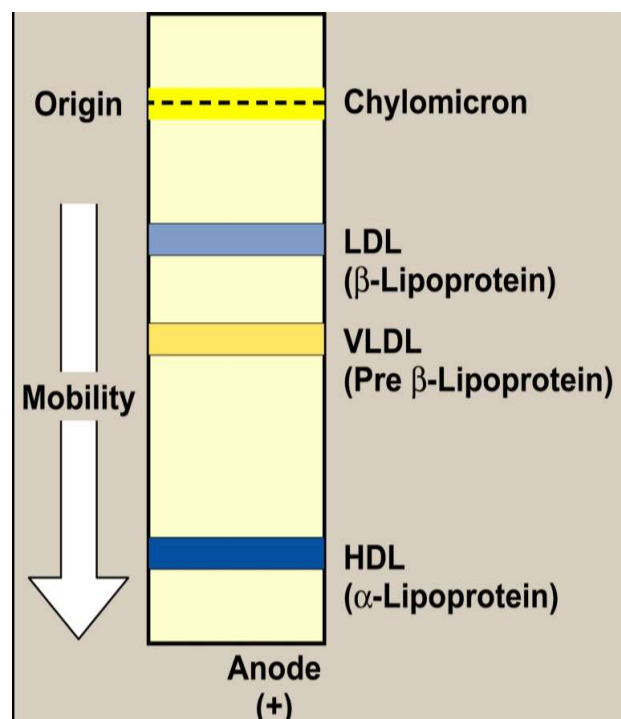 Origin
Chylomicron
LDL
(β-Lipoprotein)
VLDL
(Pre β-Lipoprotein)
Mobility
HDL
(α-Lipoprotein)
Anode
(+)